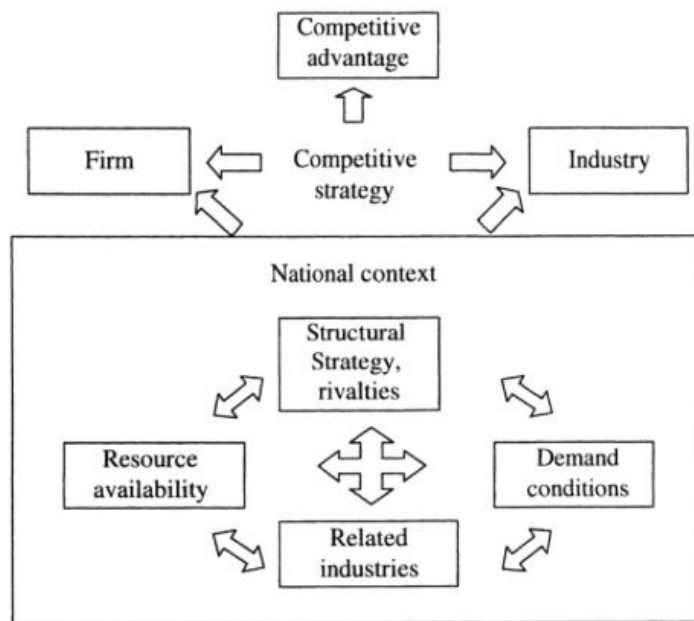 Competitive
advantage
Firm
Competitive
strategy
Industry
National context
Structural
Strategy,
rivalties
Resource
availability
Demand
conditions
Related
industries